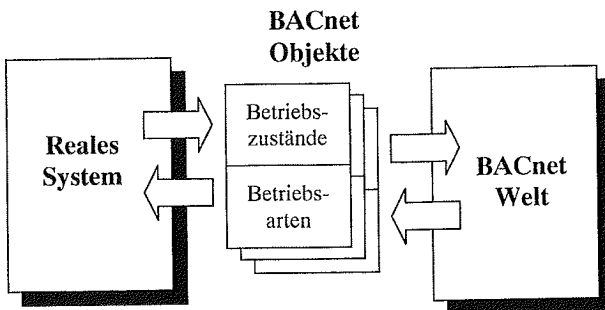 BACnet
Objekte
Reales
System
Betriebs-
zustände
Betriebs-
arten
BACnet
Welt